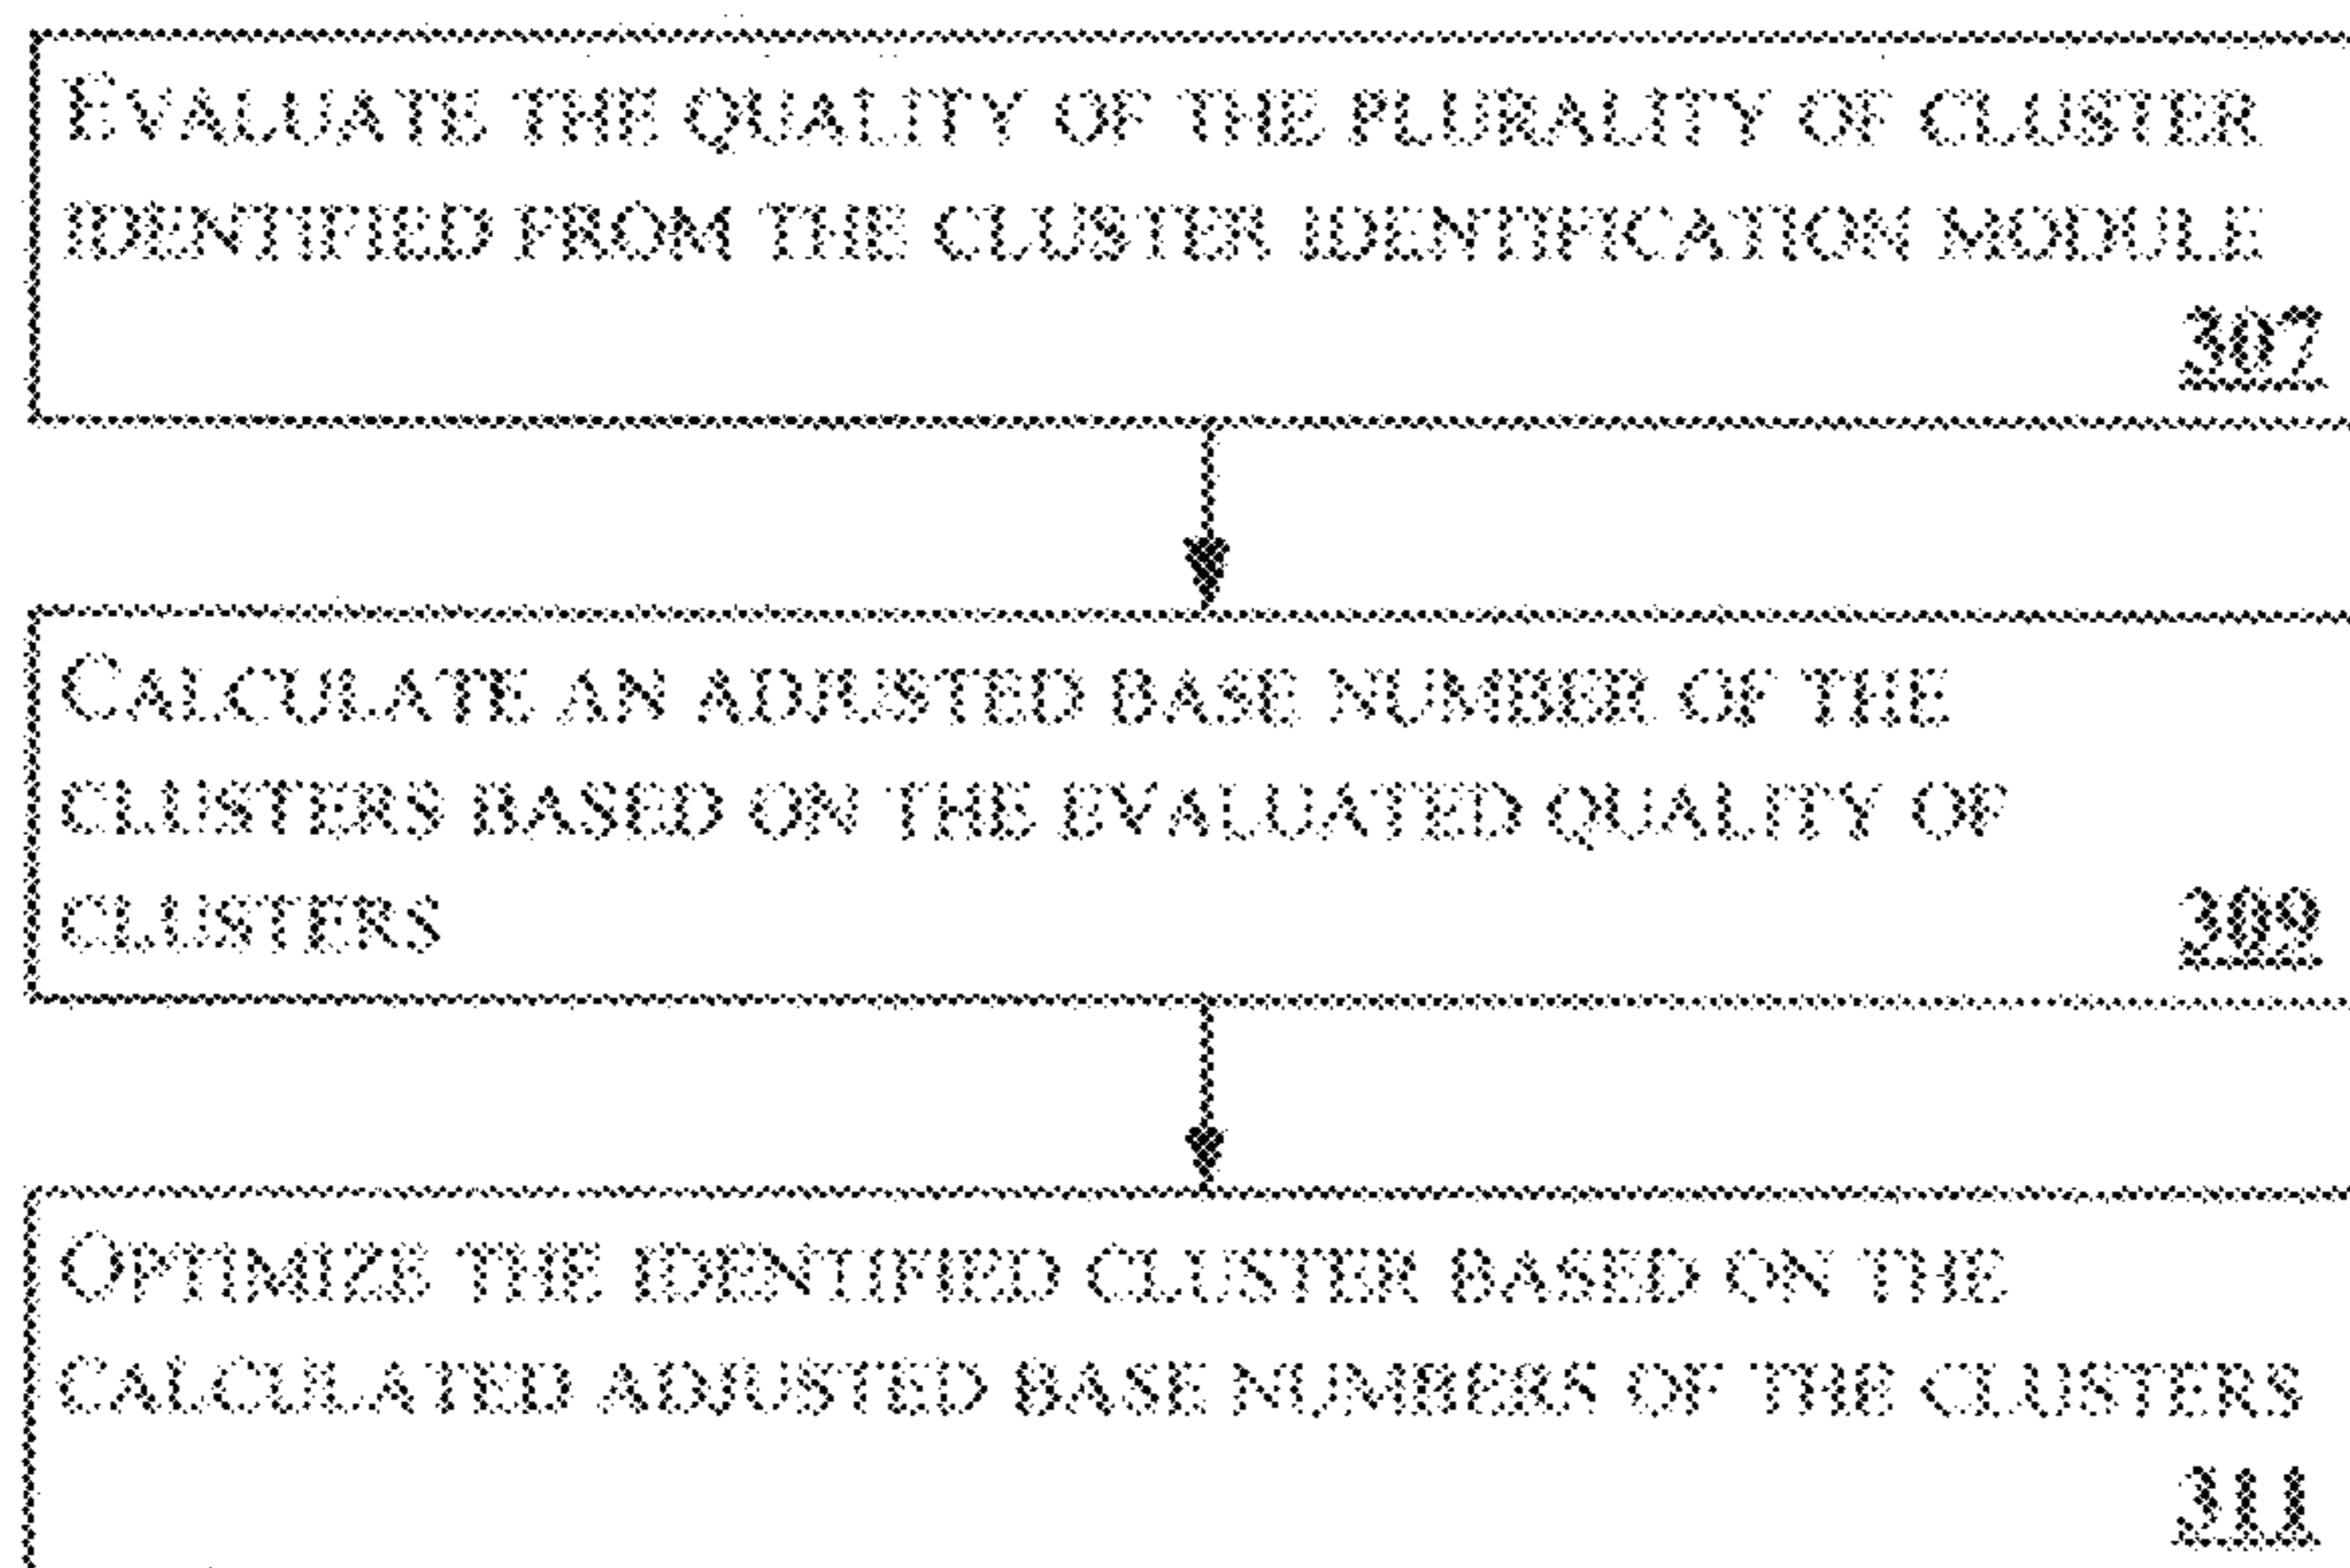 EVALUATE THE QUALITY OF THE PLURALITY OF CLUSTER
IDENTIFIED FROM THE CLUSTER IDENTIFICATION MODULE
307
CALCULATE AN ADJUSTED BASE NUMBER OF THE
CLUSTERS BASED ON THE EVALUATED QUALITY OF
CLUSTERS 309
OPTIMIZE THE IDENTIFIED CLUSTER BASED ON THE
CALCULATED ADJUSTED BASE NUMBERS OF THE CLUSTERS
311